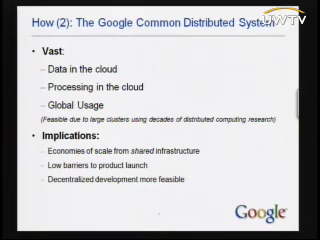 How (2): The Google Common Distributed System
UWTV
• Vast:
– Data in the cloud
– Processing in the cloud
– Global Usage
(Feasible due to large clusters using decades of distributed computing research)
• Implications:
– Economies of scale from shared infrastructure
– Low barriers to product launch
– Decentralized development more feasible
Google